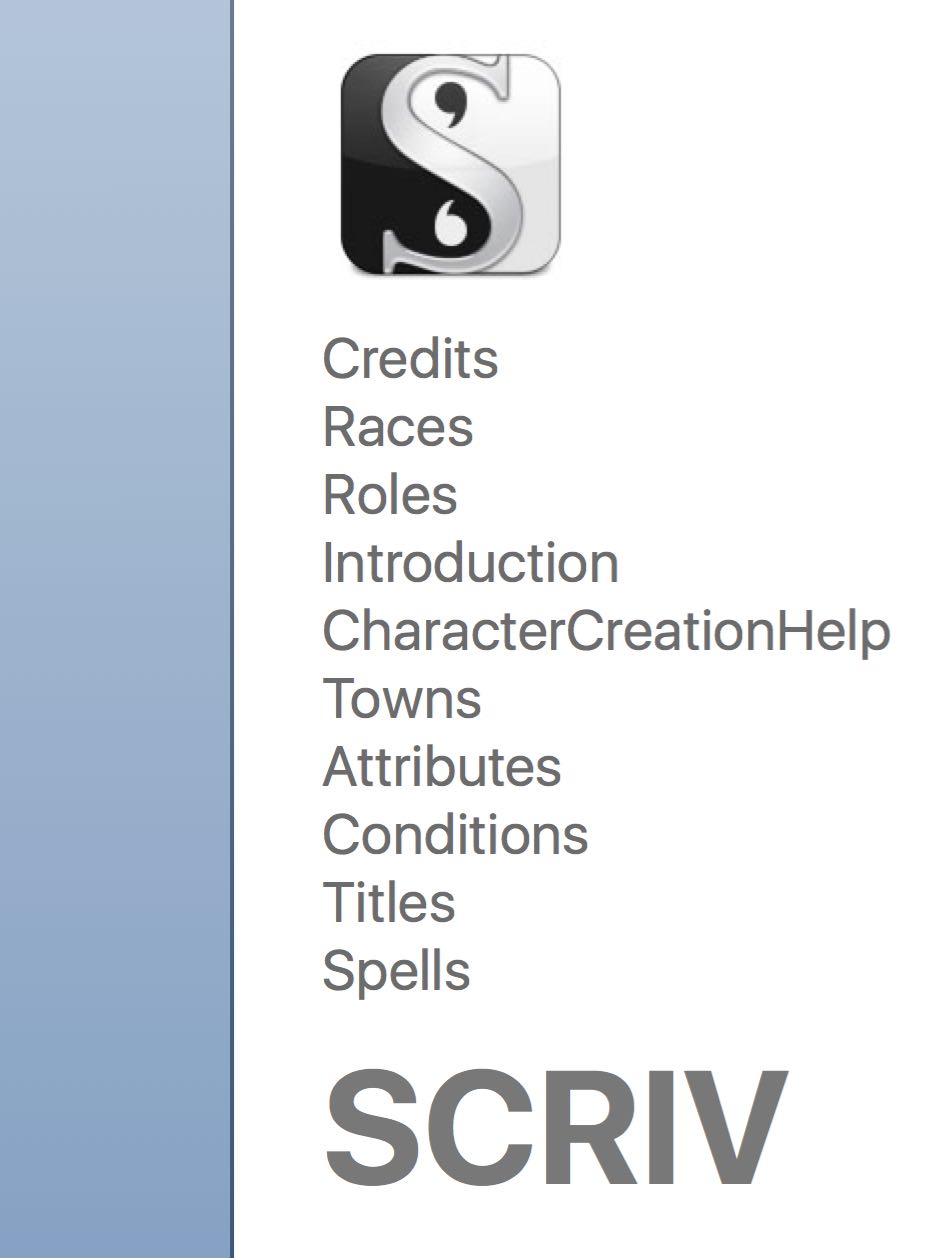 Credits
Races
Roles
Introduction
CharacterCreationHelp
Towns
Attributes
Conditions
Titles
Spells
SCRIV